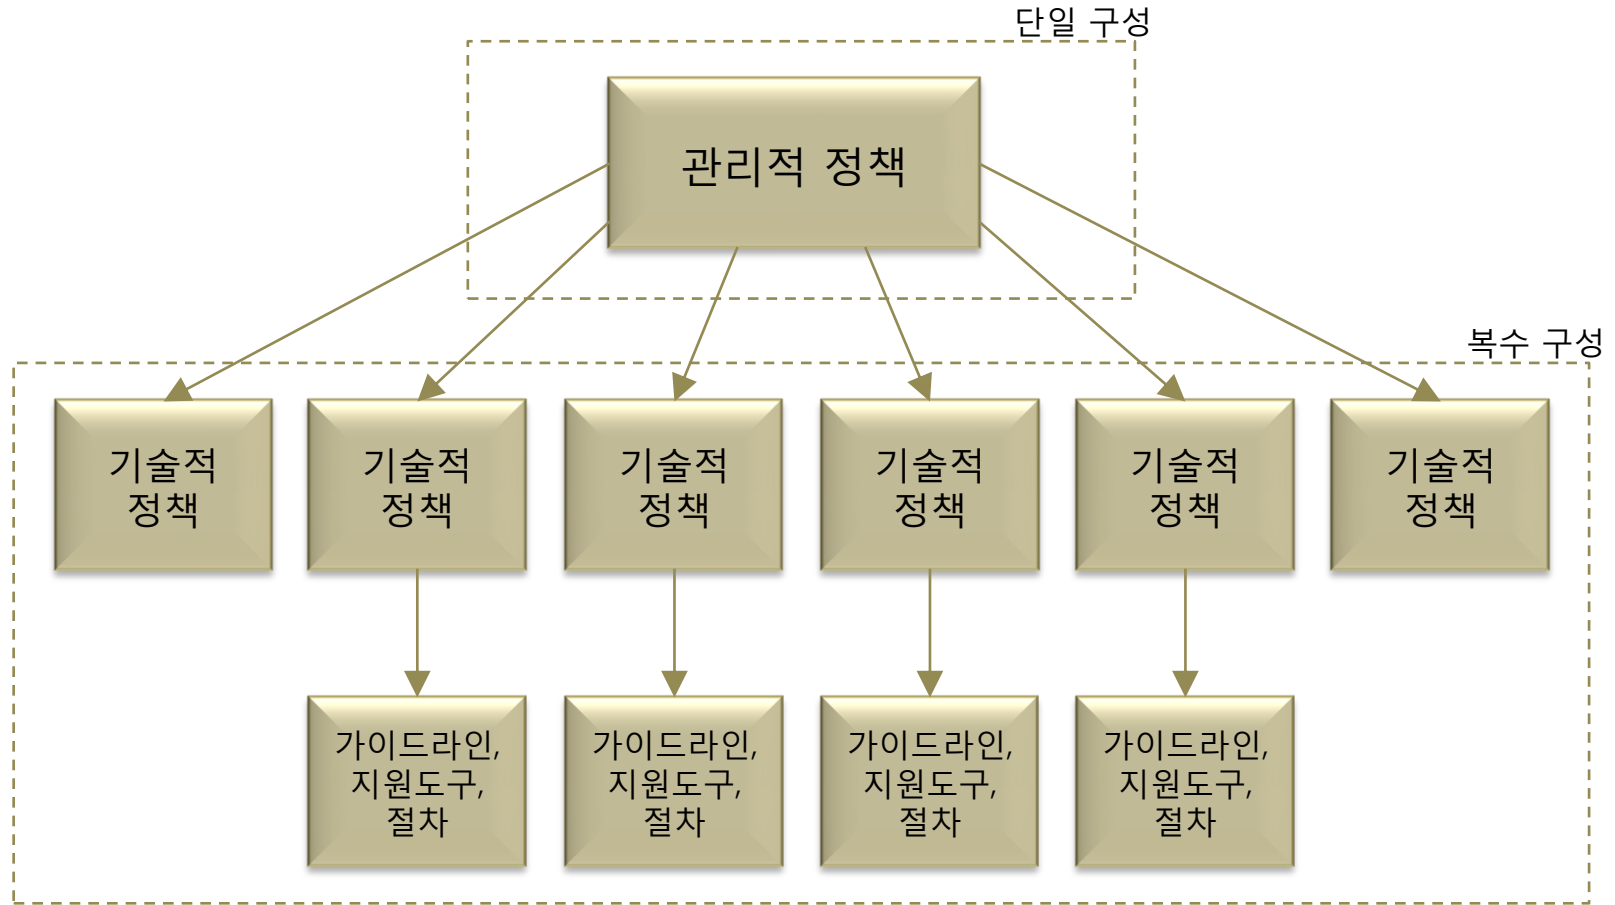 단일 구성
관리적 정책
복수 구성
기술적
정책
기술적
정책
기술적
정책
기술적
정책
기술적
정책
기술적
정책
가이드라인,
지원도구,
절차
가이드라인,
지원도구,
절차
가이드라인,
지원도구,
절차
가이드라인,
지원도구,
절차